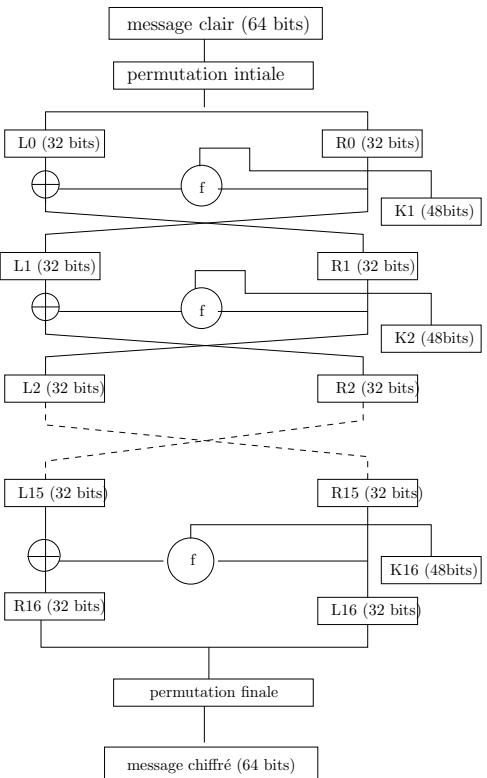 message clair (64 bits)
permutation intiale
L0 (32 bits)
R0 (32 bits)
f
K1 (48bits)
L1 (32 bits)
R1 (32 bits)
f
K2 (48bits)
L2 (32 bits)
R2 (32 bits)
L15 (32 bits)
R15 (32 bits)
f
K16 (48bits)
R16 (32 bits)
L16 (32 bits)
permutation finale
message chiffré (64 bits)